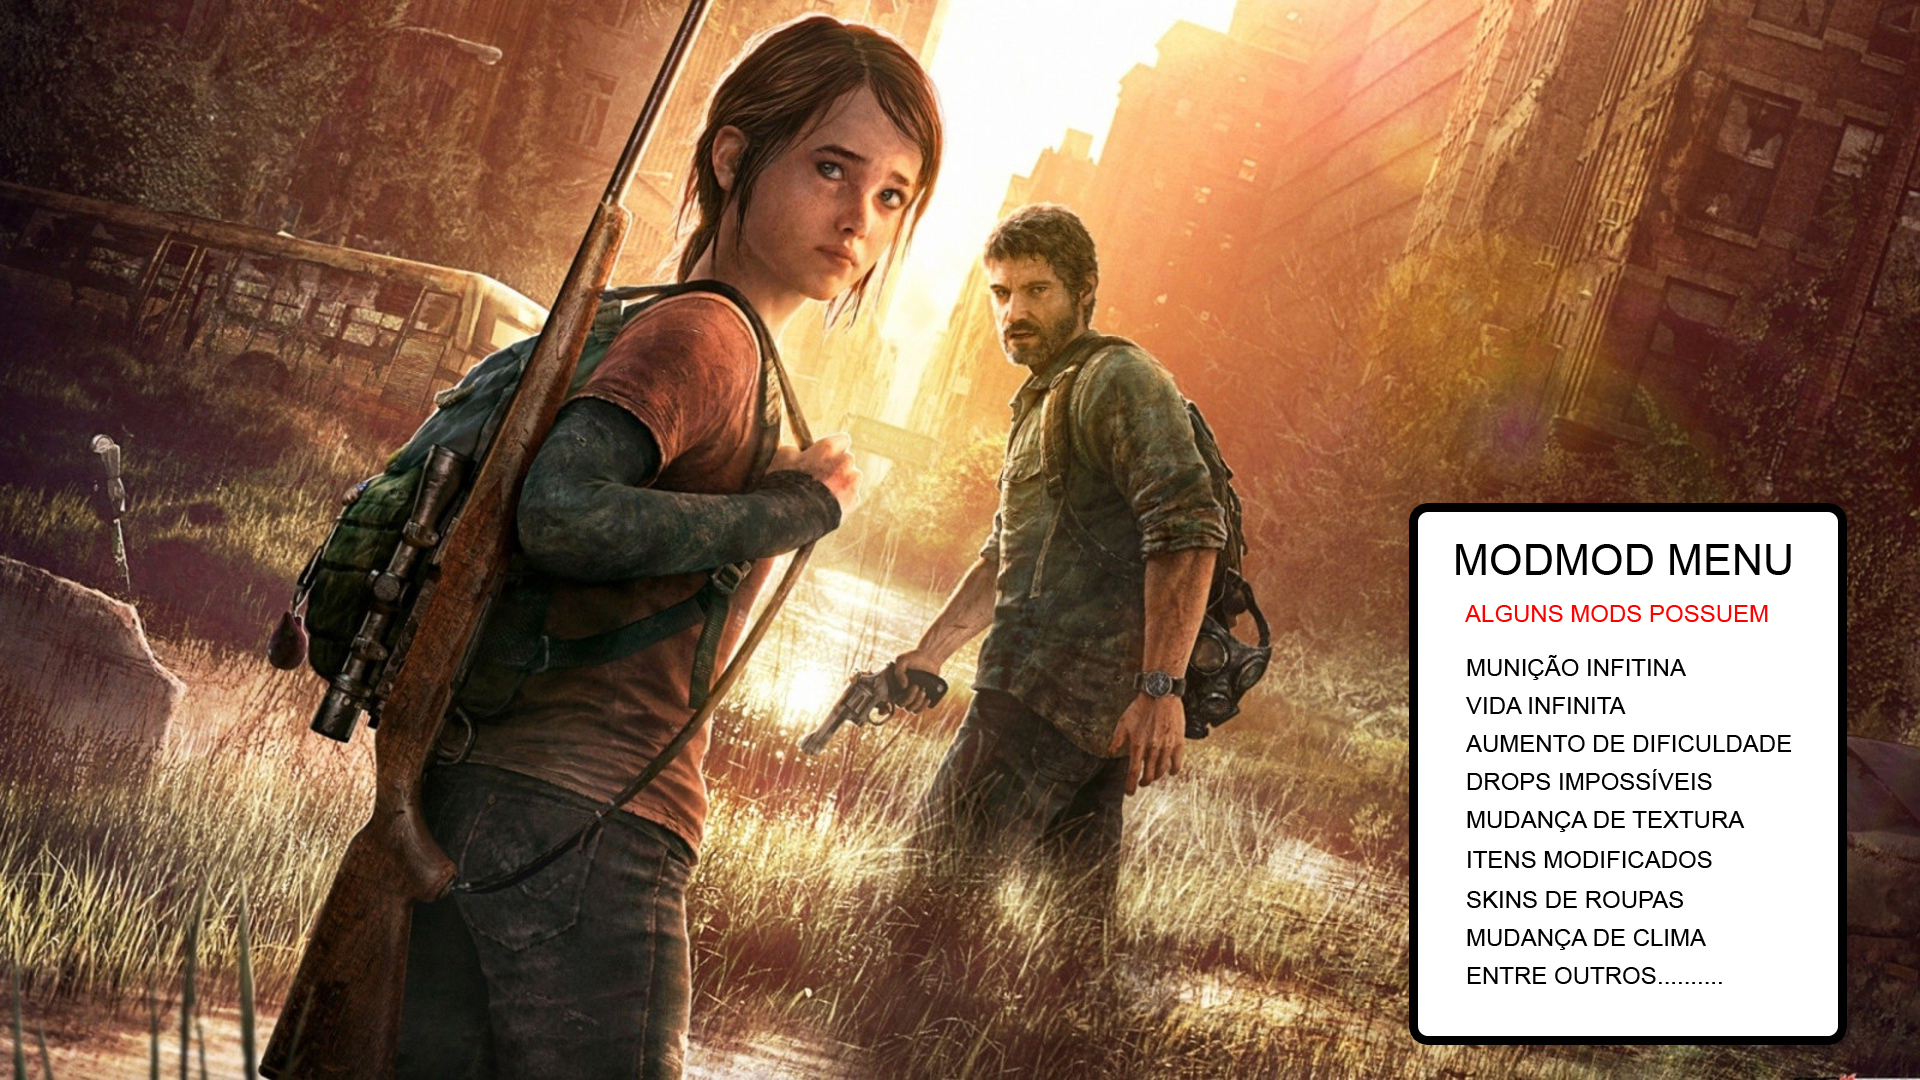 MODMOD MENU
ALGUNS MODS POSSUEM
MUNIÇÃO INFITINA
VIDA INFINITA
AUMENTO DE DIFICULDADE
DROPS IMPOSSÍVEIS
MUDANÇA DE TEXTURA
ITENS MODIFICADOS
SKINS DE ROUPAS
MUDANÇA DE CLIMA
ENTRE OUTROS..........